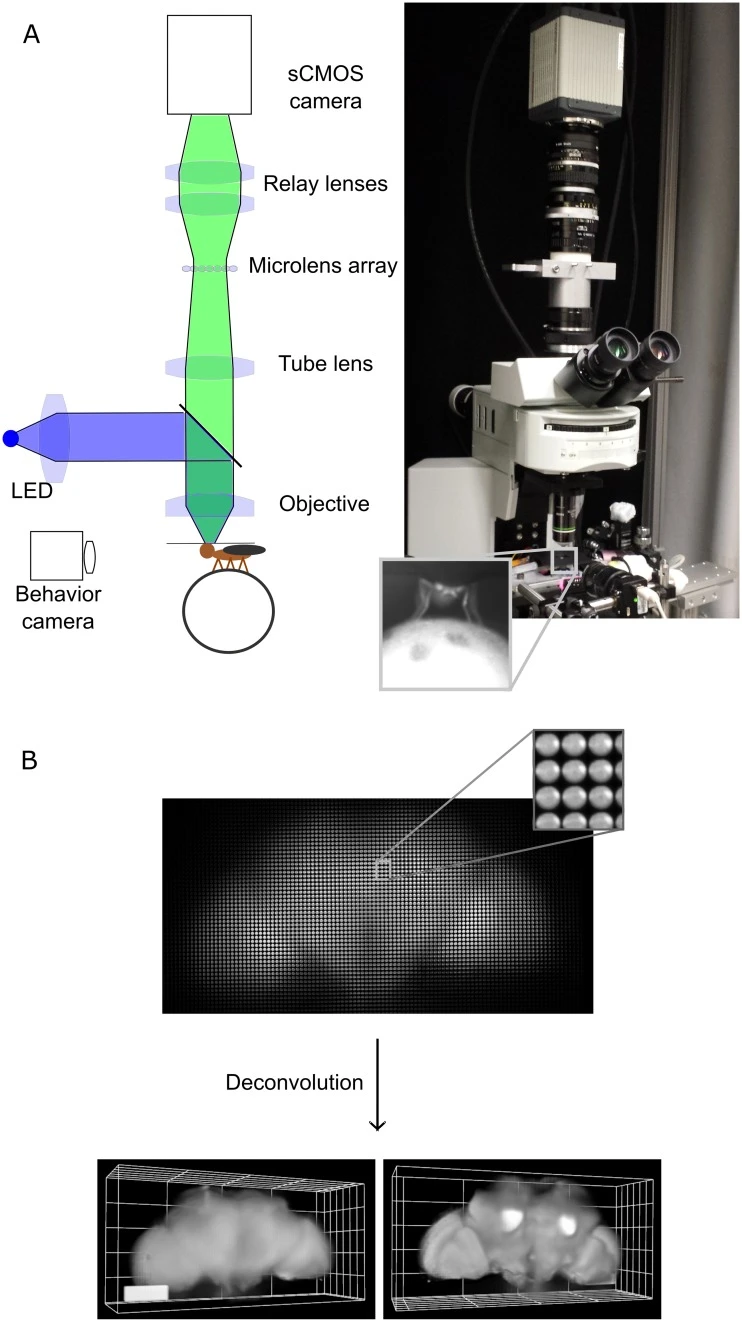 A
sCMOS
camera
Relay lenses
Microlens array
Tube lens
LED
Objective
Behavior
camera
B
Deconvolution